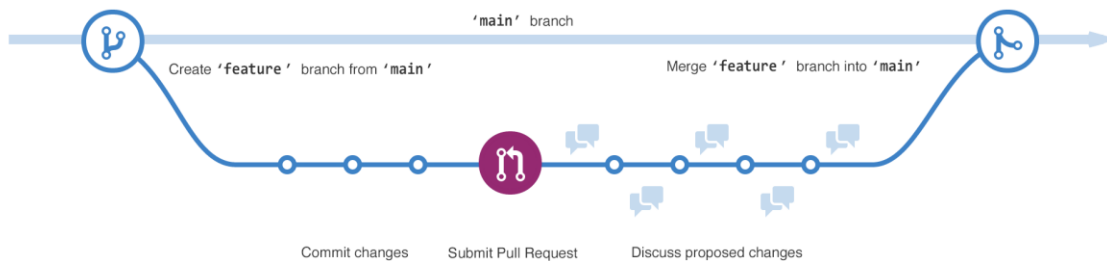 ‘main’ branch
Create ‘feature’ branch from ‘main’
Merge ‘feature’ branch into ‘main’
Commit changes
Submit Pull Request
Discuss proposed changes